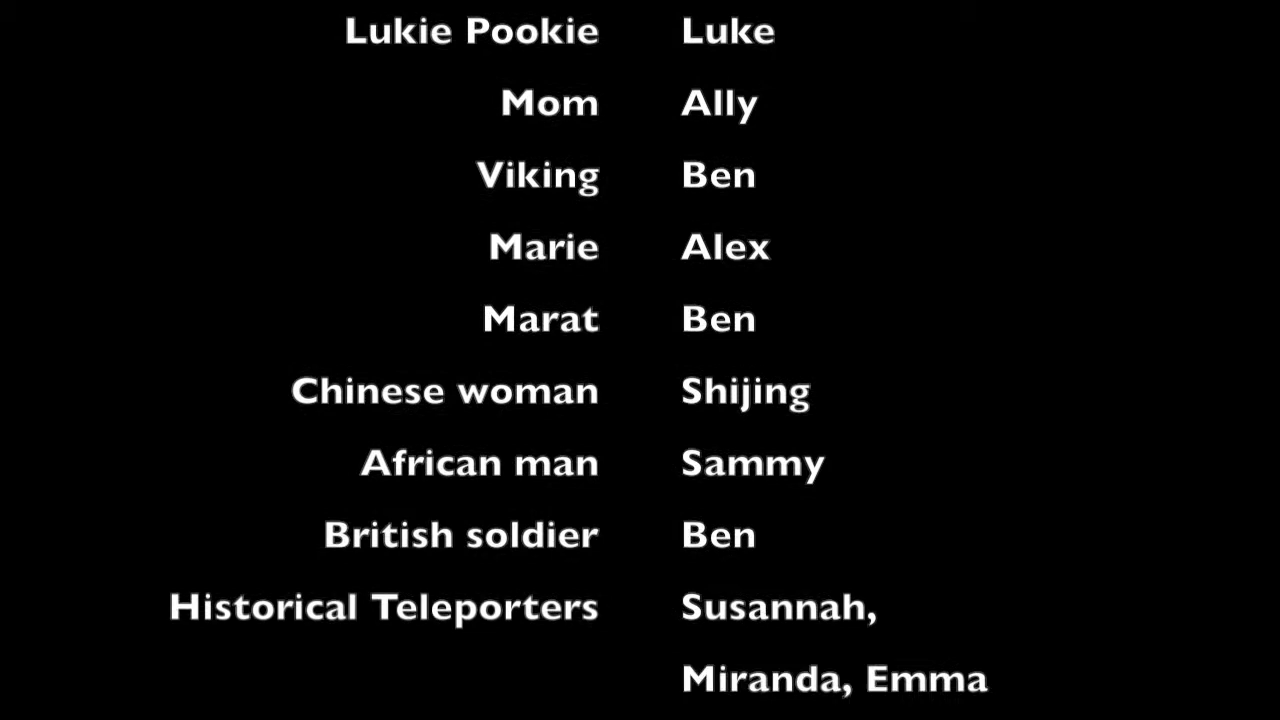 Lukie Pookie Luke
Mom Ally
Viking Ben
Marie Alex
Marat Ben
Chinese woman Shijing
African man Sammy
British soldier Ben
Historical Teleporters Susannah,
Miranda, Emma